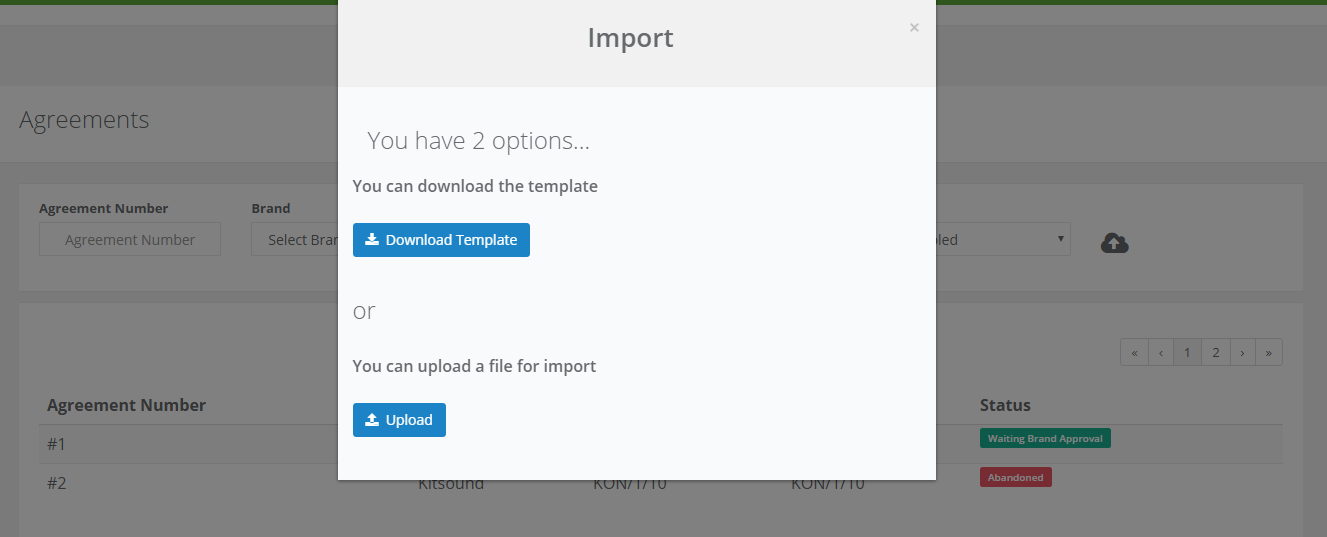 Import
×
Agreements
You have 2 options...
You can download the template
Agreement Number
Brand
Agreement Number
Select
Download Template
or
« ‹ 1 2 › »
You can upload a file for import
Agreement Number
Status
Upload
#1
Waiting Brand Approval
#2
Kitsound
KON/1/10
KON/1/10
Abandoned